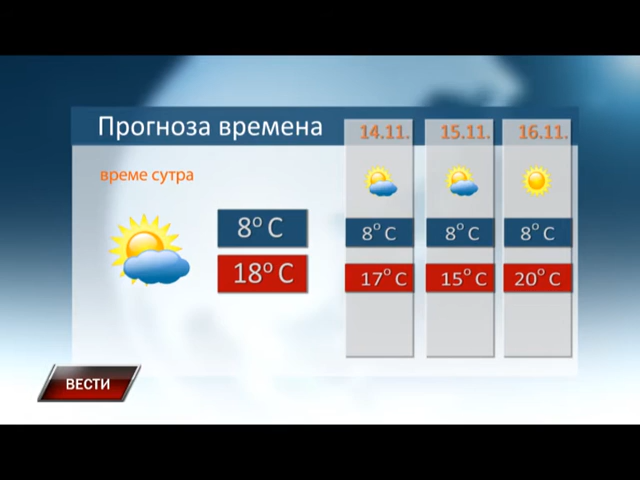 Прогноза времена
време сутра
8° C
18° C
14.11.
8° C
17° C
15.11.
8° C
15° C
16.11.
8° C
20° C
ВЕСТИ